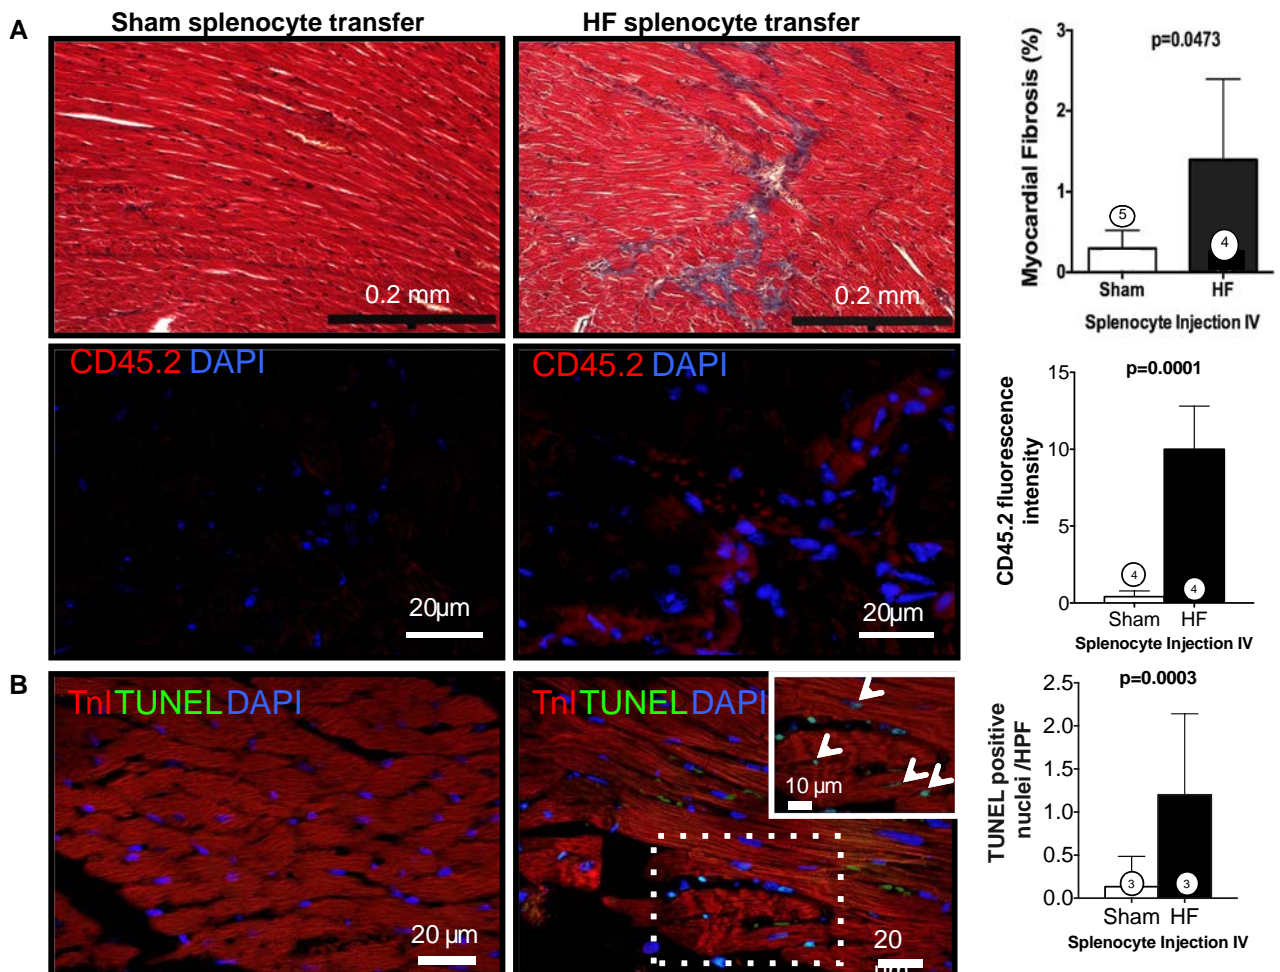 A
Sham splenocyte transfer
HF splenocyte transfer
0.2 mm
0.2 mm
Myocardial Fibrosis (%)
3
2
1
0
p=0.0473
5
4
Sham HF
Splenocyte Injection IV
CD45.2 DAPI
20µm
CD45.2 DAPI
20µm
CD45.2 fluorescence
intensity
15
10
5
0
p=0.0001
4
4
Sham HF
Splenocyte Injection IV
B
TnI TUNEL DAPI
20 µm
TnI TUNEL DAPI
10 µm
20
TUNEL positive
nuclei /HPF
2.5
2.0
1.5
1.0
0.5
0.0
p=0.0003
3
3
Sham HF
Splenocyte Injection IV